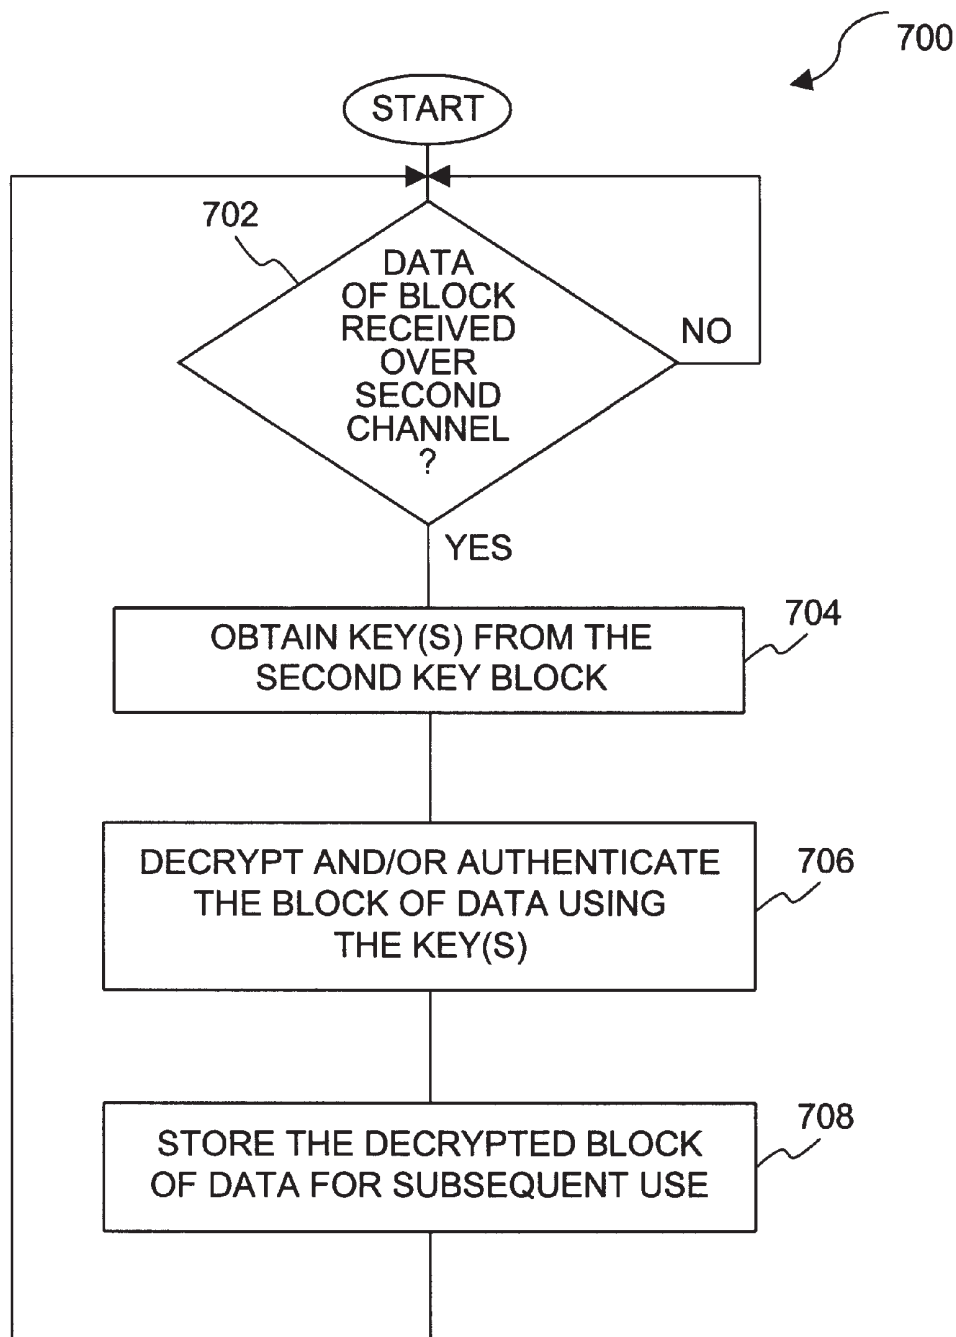 700
START
702
DATA
OF BLOCK
RECEIVED
OVER
SECOND
CHANNEL
?
NO
YES
704
OBTAIN KEY(S) FROM THE
SECOND KEY BLOCK
706
DECRYPT AND/OR AUTHENTICATE
THE BLOCK OF DATA USING
THE KEY(S)
708
STORE THE DECRYPTED BLOCK
OF DATA FOR SUBSEQUENT USE